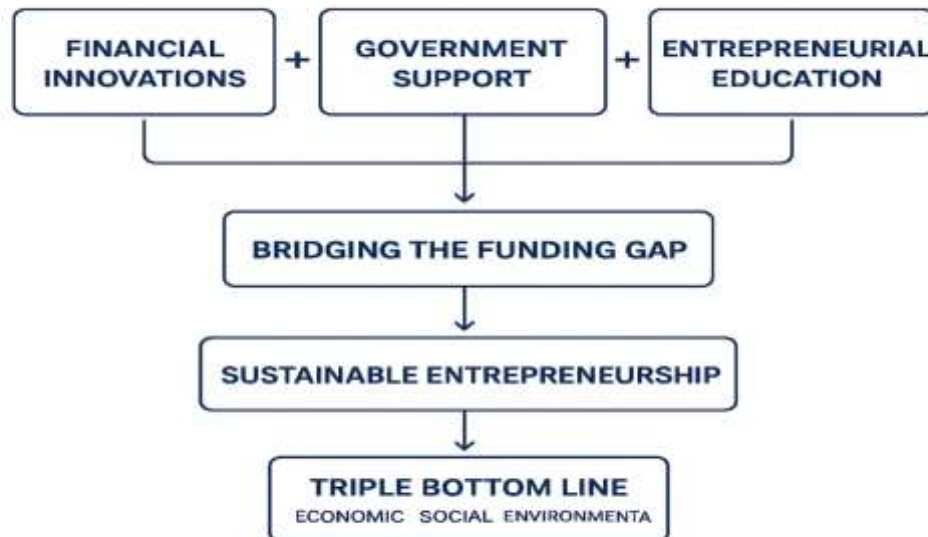 FINANCIAL
INNOVATIONS
+
GOVERNMENT
SUPPORT
+
ENTREPRENEURIAL
EDUCATION
BRIDGING THE FUNDING GAP
SUSTAINABLE ENTREPRENEURSHIP
TRIPLE BOTTOM LINE
ECONOMIC SOCIAL ENVIRONMENTA